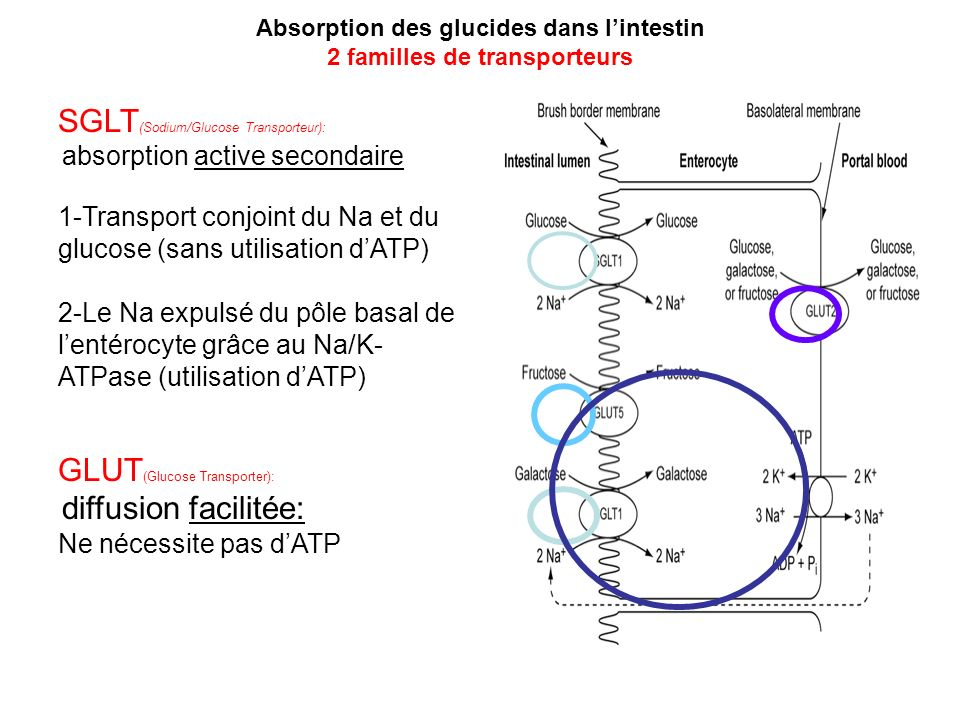 Absorption des glucides dans l’intestin
2 familles de transporteurs
SGLT(Sodium/Glucose Transporteur):
absorption active secondaire
1-Transport conjoint du Na et du
glucose (sans utilisation d’ATP)
2-Le Na expulsé du pôle basal de
l’entérocyte grâce au Na/K-
ATPase (utilisation d’ATP)
GLUT(Glucose Transporter):
diffusion facilitée:
Ne nécessite pas d’ATP
Brush border membrane
Basolateral membrane
Intestinal lumen
Enterocyte
Portal blood
Glucose
Glucose
SGLT1
2 Na+
2 Na+
Glucose,
galactose,
or fructose
Glucose,
galactose,
or fructose
GLUT2
Fructose
Fructose
GLUT5
Galactose
Galactose
GLT1
2 Na+
2 Na+
ATP
2 K+
2 K+
3 Na+
3 Na+
ADP + Pi